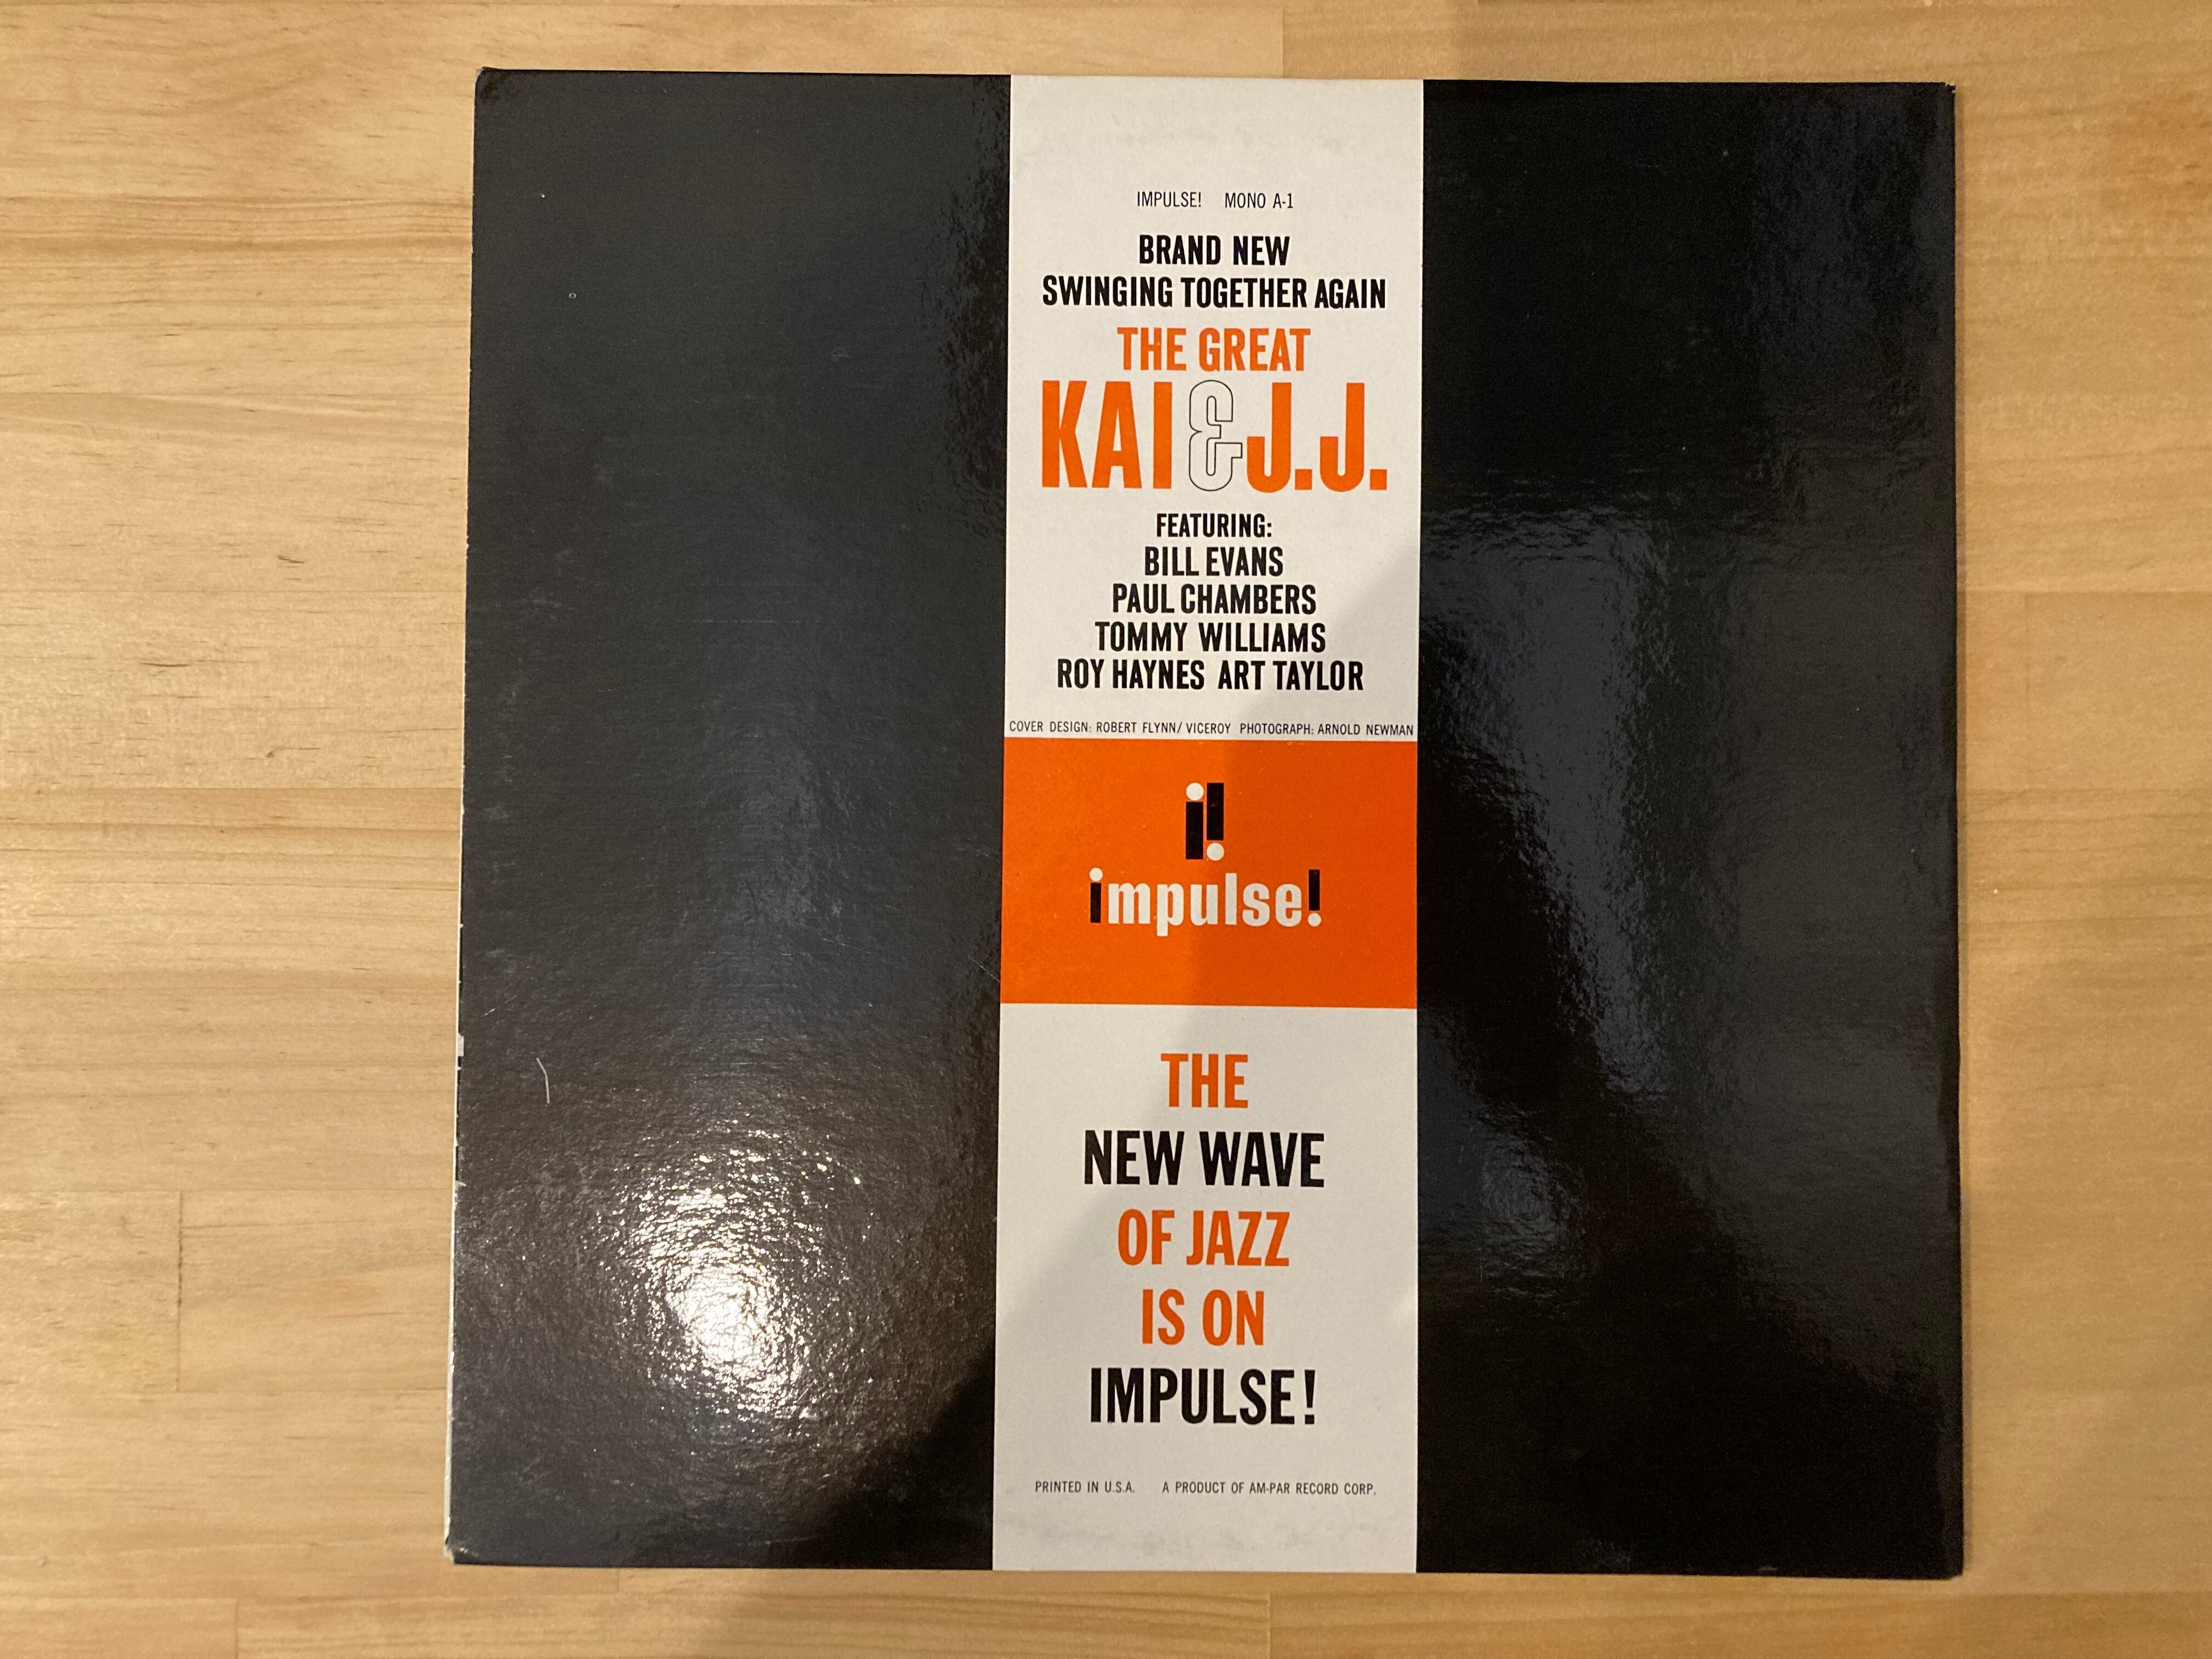 IMPULSE! MONO A-1
BRAND NEW
SWINGING TOGETHER AGAIN
THE GREAT
KAI & J.J.
FEATURING:
BILL EVANS
PAUL CHAMBERS
TOMMY WILLIAMS
ROY HAYNES ART TAYLOR
COVER DESIGN: ROBERT FLYNN/VICEROY PHOTOGRAPH: ARNOLD NEWMAN
i!
impulse!
THE
NEW WAVE
OF JAZZ
IS ON
IMPULSE!
PRINTED IN U.S.A. A PRODUCT OF AM-PAR RECORD CORP.